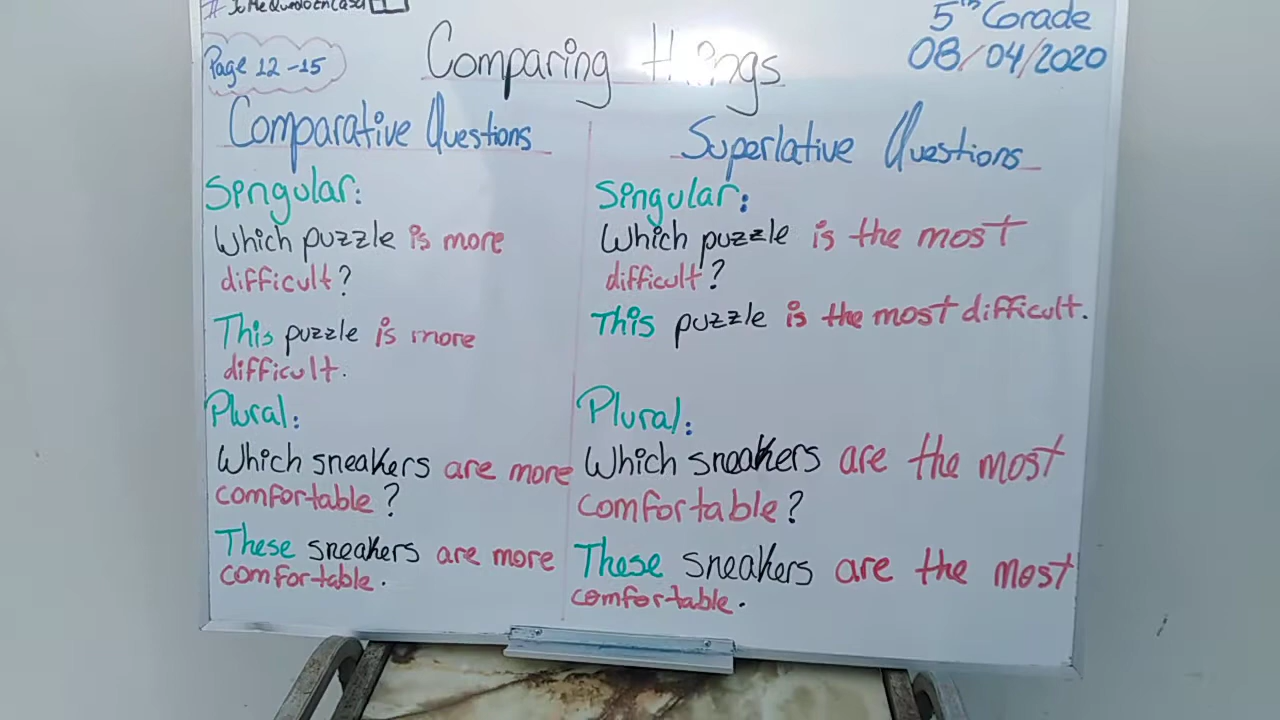 #YoMeQuedoEnCasa
Page 12-15
Comparing things
5th Grade
08/04/2020
Comparative Questions
Singular:
Which puzzle is more
difficult?
This puzzle is more
difficult.
Plural:
Which sneakers are more
comfortable?
These sneakers are more
comfortable.
Superlative Questions
Singular:
Which puzzle is the most
difficult?
This puzzle is the most difficult.
Plural:
Which sneakers are the most
comfortable?
These sneakers are the most
comfortable.